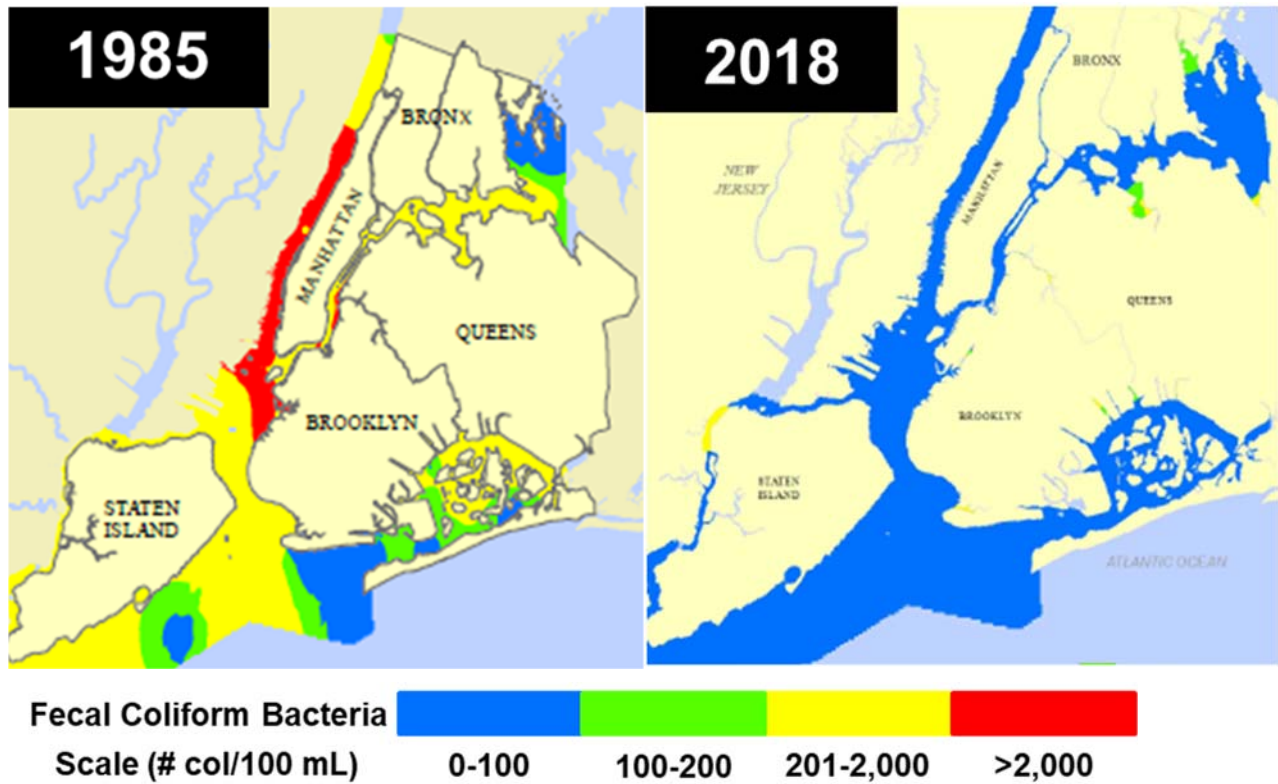 1985
BRONX
MANHATTAN
QUEENS
BROOKLYN
STATEN
ISLAND
2018
BRONX
NEW
JERSEY
MANHATTAN
QUEENS
BROOKLYN
STATEN
ISLAND
ATLANTIC OCEAN
Fecal Coliform Bacteria
Scale (# col/100 mL) 0-100 100-200 201-2,000 >2,000